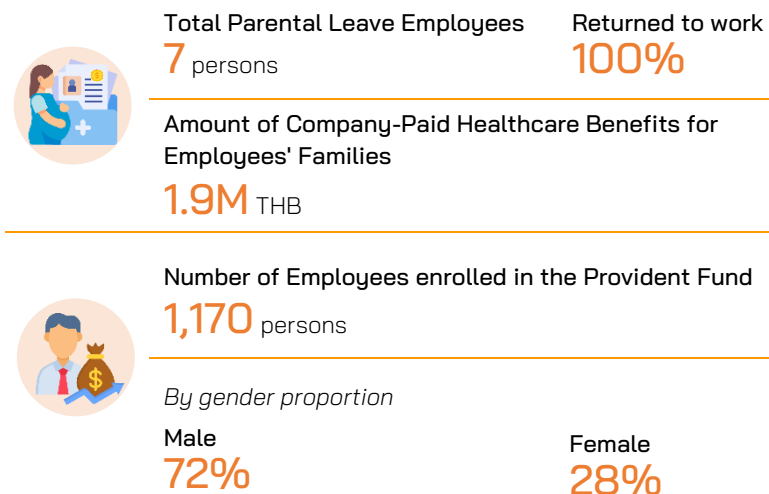 Total Parental Leave Employees
7 persons
Returned to work
100%
Amount of Company-Paid Healthcare Benefits for
Employees' Families
1.9M THB
Number of Employees enrolled in the Provident Fund
1,170 persons
By gender proportion
Male
72%
Female
28%